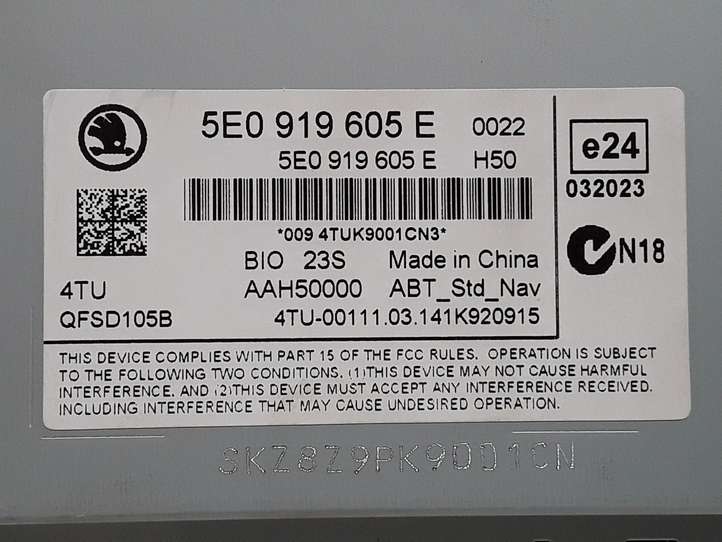 5E0 919 605 E 0022
5E0 919 605 E H50
*009 4TUK9001CN3*
BIO 23S Made in China
4TU AAH50000 ABT_Std_Nav
QFSD105B 4TU-00111.03.141K920915
e24
032023
N18
THIS DEVICE COMPLIES WITH PART 15 OF THE FCC RULES. OPERATION IS SUBJECT
TO THE FOLLOWING TWO CONDITIONS. (1)THIS DEVICE MAY NOT CAUSE HARMFUL
INTERFERENCE. AND (2)THIS DEVICE MUST ACCEPT ANY INTERFERENCE RECEIVED.
INCLUDING INTERFERENCE THAT MAY CAUSE UNDESIRED OPERATION.
SKZ8Z9PK9001CN